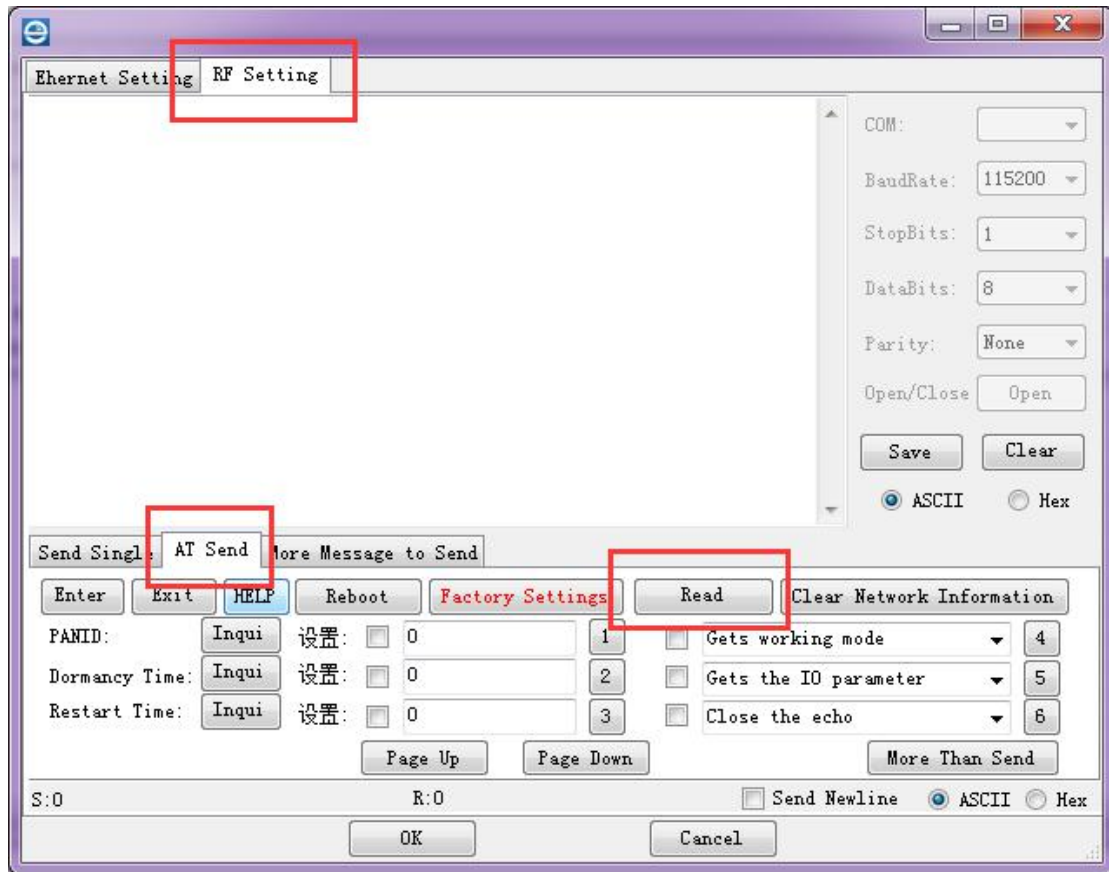 Ehernet Setting RF Setting
COM:
BaudRate: 115200
StopBits: 1
DataBits: 8
Parity: None
Open/Close Open
Save Clear
ASCII Hex
Send Single AT Send More Message to Send
Enter Exit HELP Reboot Factory Settings Read Clear Network Information
PANID: Inqui 设置: 0 1 Gets working mode 4
Dormancy Time: Inqui 设置: 0 2 Gets the IO parameter 5
Restart Time: Inqui 设置: 0 3 Close the echo 6
Page Up Page Down More Than Send
S:0 R:0 Send Newline ASCII Hex
OK Cancel